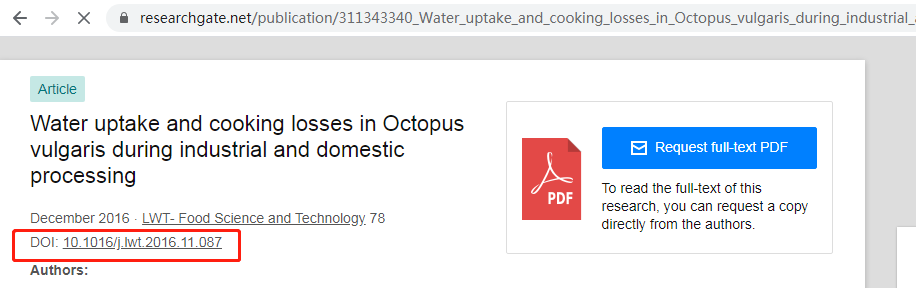 researchgate.net/publication/311343340_Water_uptake_and_cooking_losses_in_Octopus_vulgaris_during_industrial_
Article
Water uptake and cooking losses in Octopus
vulgaris during industrial and domestic
processing
December 2016 · LWT- Food Science and Technology 78
DOI: 10.1016/j.lwt.2016.11.087
Authors:
PDF
Request full-text PDF
To read the full-text of this
research, you can request a copy
directly from the authors.